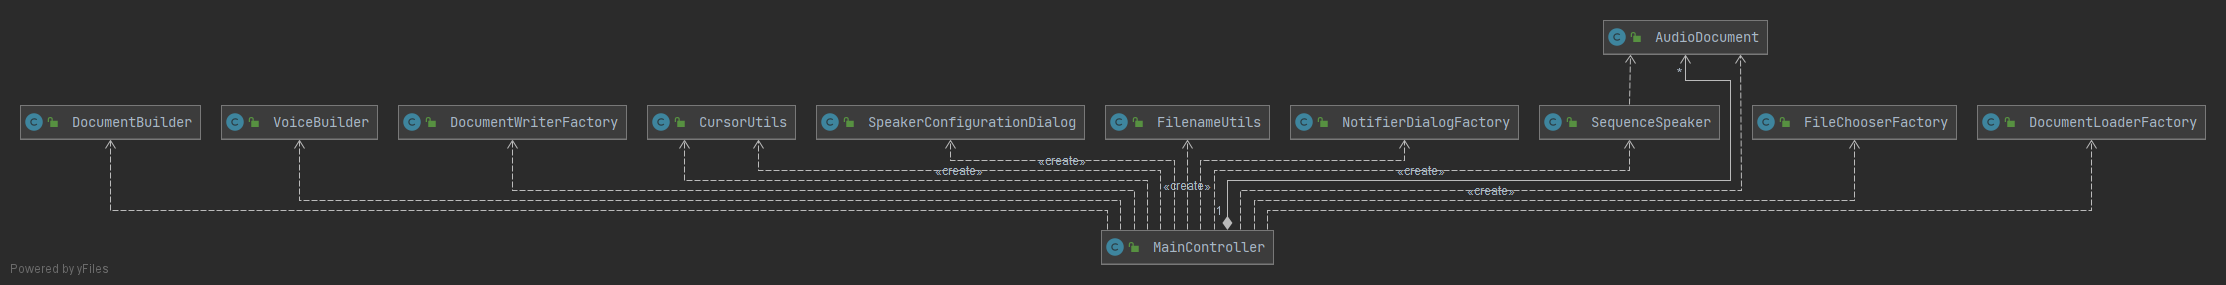 AudioDocument
*
DocumentBuilder
VoiceBuilder
DocumentWriterFactory
CursorUtils
SpeakerConfigurationDialog
FilenameUtils
NotifierDialogFactory
SequenceSpeaker
FileChooserFactory
DocumentLoaderFactory
«create»
«create»
«create»
«create»
«create»
1
MainController
Powered by yFiles